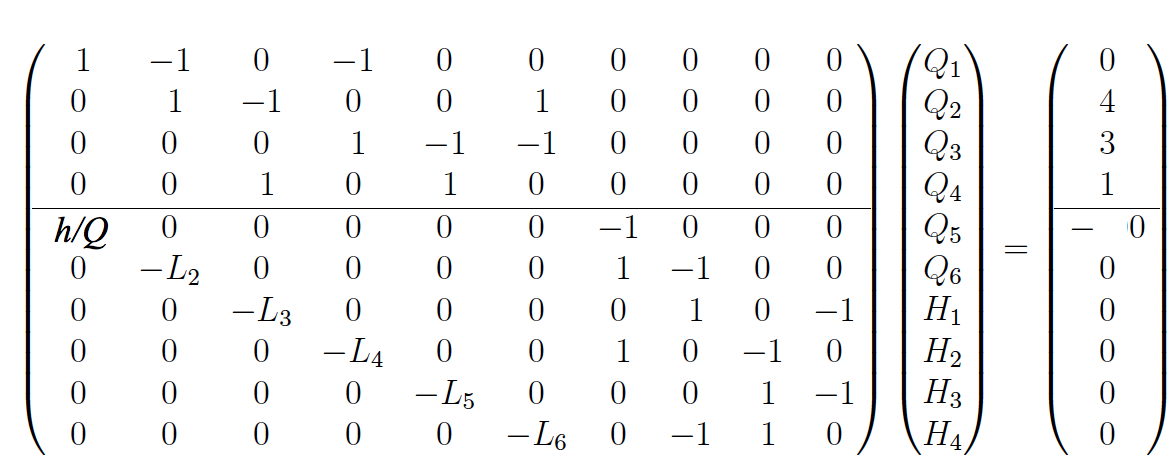 1 −1 0 −1 0 0 0 0 0 0 Q₁ 0
0 1 −1 0 0 1 0 0 0 0 Q₂ 4
0 0 0 1 −1 −1 0 0 0 0 Q₃ 3
0 0 1 0 1 0 0 0 0 0 Q₄ 1
h/Q 0 0 0 0 0 −1 0 0 0 Q₅ − 0
0 −L₂ 0 0 0 0 1 −1 0 0 Q₆ = 0
0 0 −L₃ 0 0 0 0 1 0 −1 H₁ 0
0 0 0 −L₄ 0 0 1 0 −1 0 H₂ 0
0 0 0 0 −L₅ 0 0 0 1 −1 H₃ 0
0 0 0 0 0 −L₆ 0 −1 1 0 H₄ 0